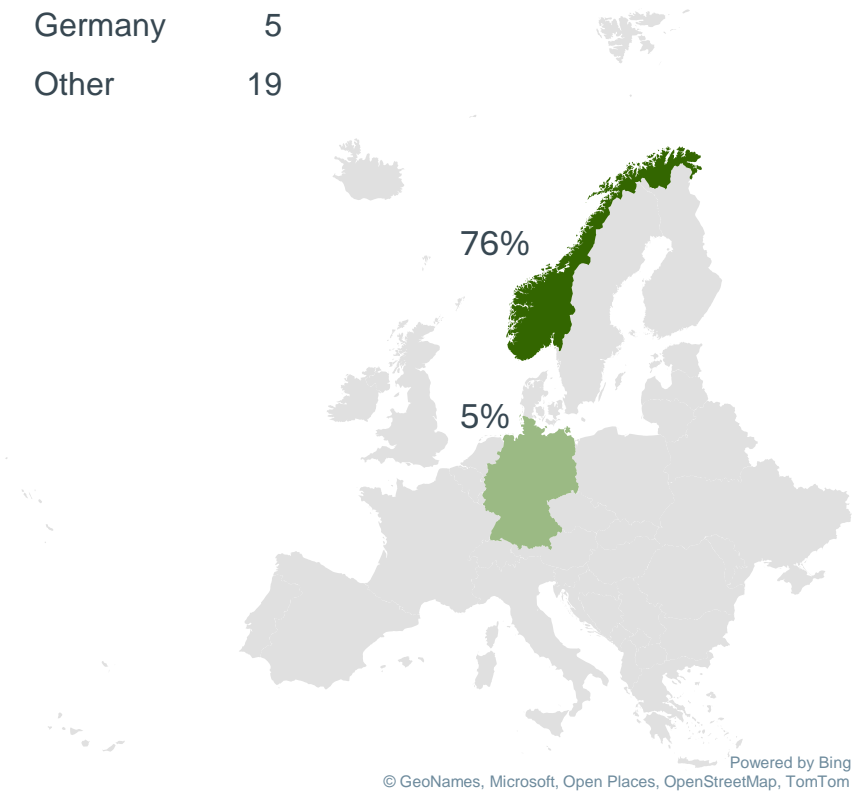 Germany 5
Other 19
76%
5%
Powered by Bing
© GeoNames, Microsoft, Open Places, OpenStreetMap, TomTom